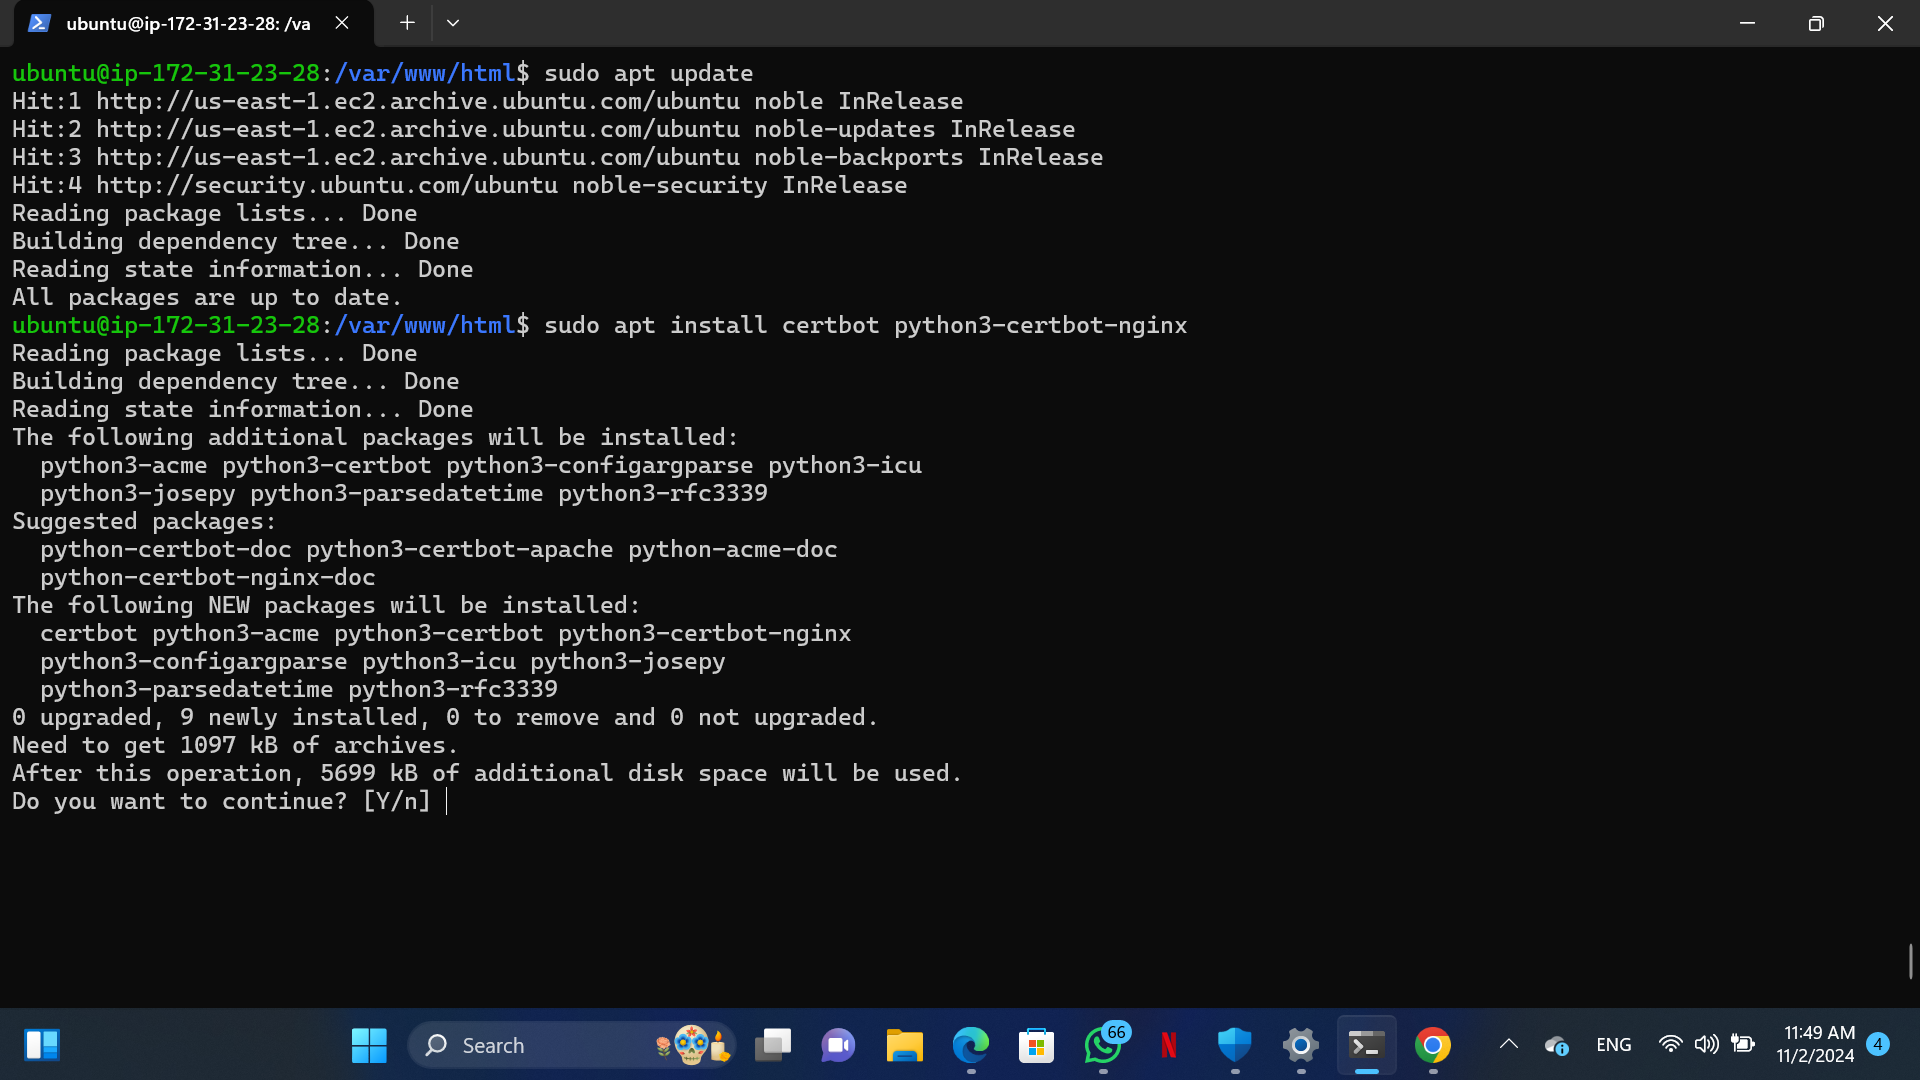 ubuntu@ip-172-31-23-28: /va
ubuntu@ip-172-31-23-28:/var/www/html$ sudo apt update
Hit:1 http://us-east-1.ec2.archive.ubuntu.com/ubuntu noble InRelease
Hit:2 http://us-east-1.ec2.archive.ubuntu.com/ubuntu noble-updates InRelease
Hit:3 http://us-east-1.ec2.archive.ubuntu.com/ubuntu noble-backports InRelease
Hit:4 http://security.ubuntu.com/ubuntu noble-security InRelease
Reading package lists... Done
Building dependency tree... Done
Reading state information... Done
All packages are up to date.
ubuntu@ip-172-31-23-28:/var/www/html$ sudo apt install certbot python3-certbot-nginx
Reading package lists... Done
Building dependency tree... Done
Reading state information... Done
The following additional packages will be installed:
  python3-acme python3-certbot python3-configargparse python3-icu
  python3-josepy python3-parsedatetime python3-rfc3339
Suggested packages:
  python-certbot-doc python3-certbot-apache python-acme-doc
  python-certbot-nginx-doc
The following NEW packages will be installed:
  certbot python3-acme python3-certbot python3-certbot-nginx
  python3-configargparse python3-icu python3-josepy
  python3-parsedatetime python3-rfc3339
0 upgraded, 9 newly installed, 0 to remove and 0 not upgraded.
Need to get 1097 kB of archives.
After this operation, 5699 kB of additional disk space will be used.
Do you want to continue? [Y/n]
Search
66
N
ENG
11:49 AM
11/2/2024
4